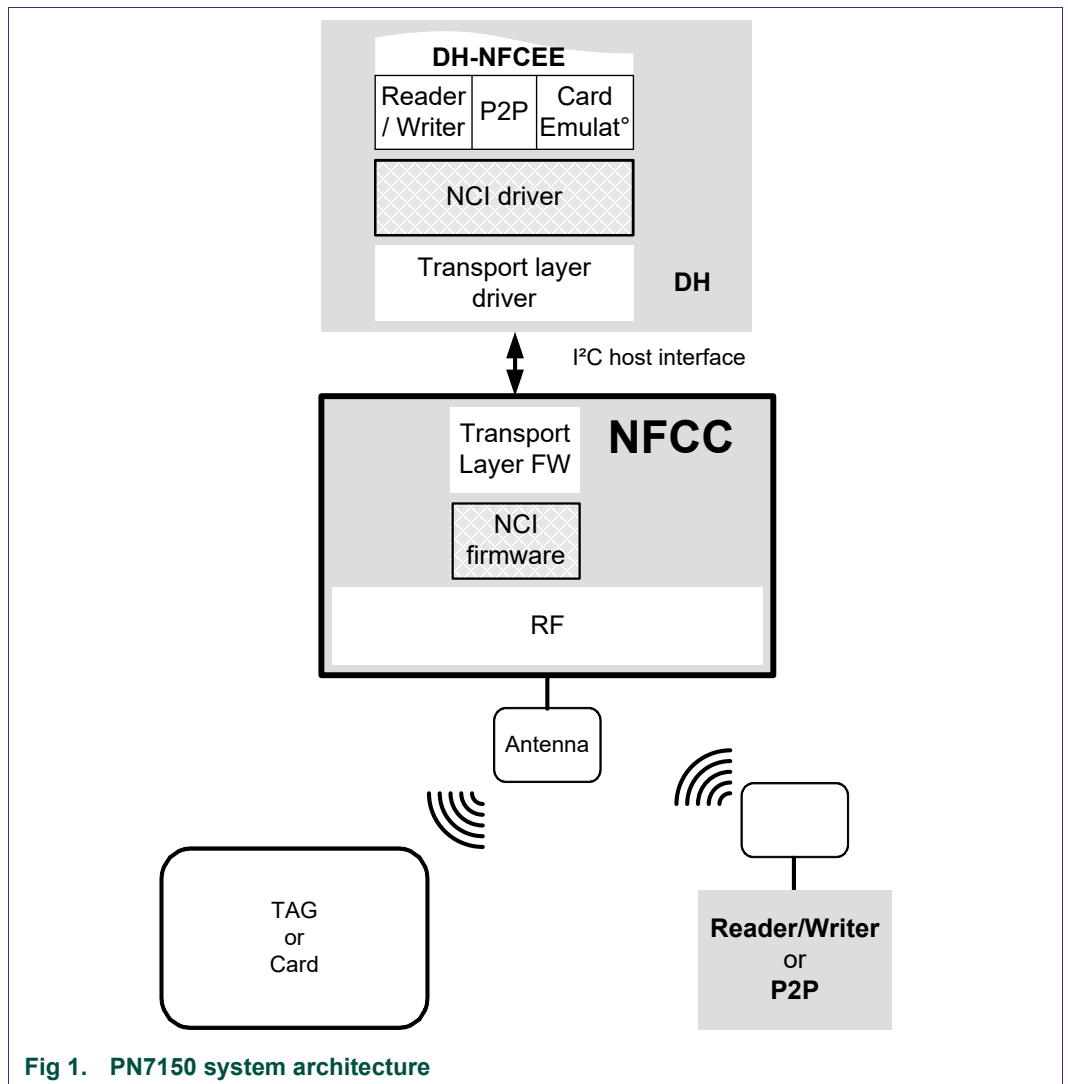 DH-NFCEE
Reader
/ Writer
P2P
Card
Emulat°
NCI driver
Transport layer
driver
DH
I²C host interface
Transport
Layer FW
NFCC
NCI
firmware
RF
Antenna
TAG
or
Card
Reader/Writer
or
P2P
Fig 1. PN7150 system architecture